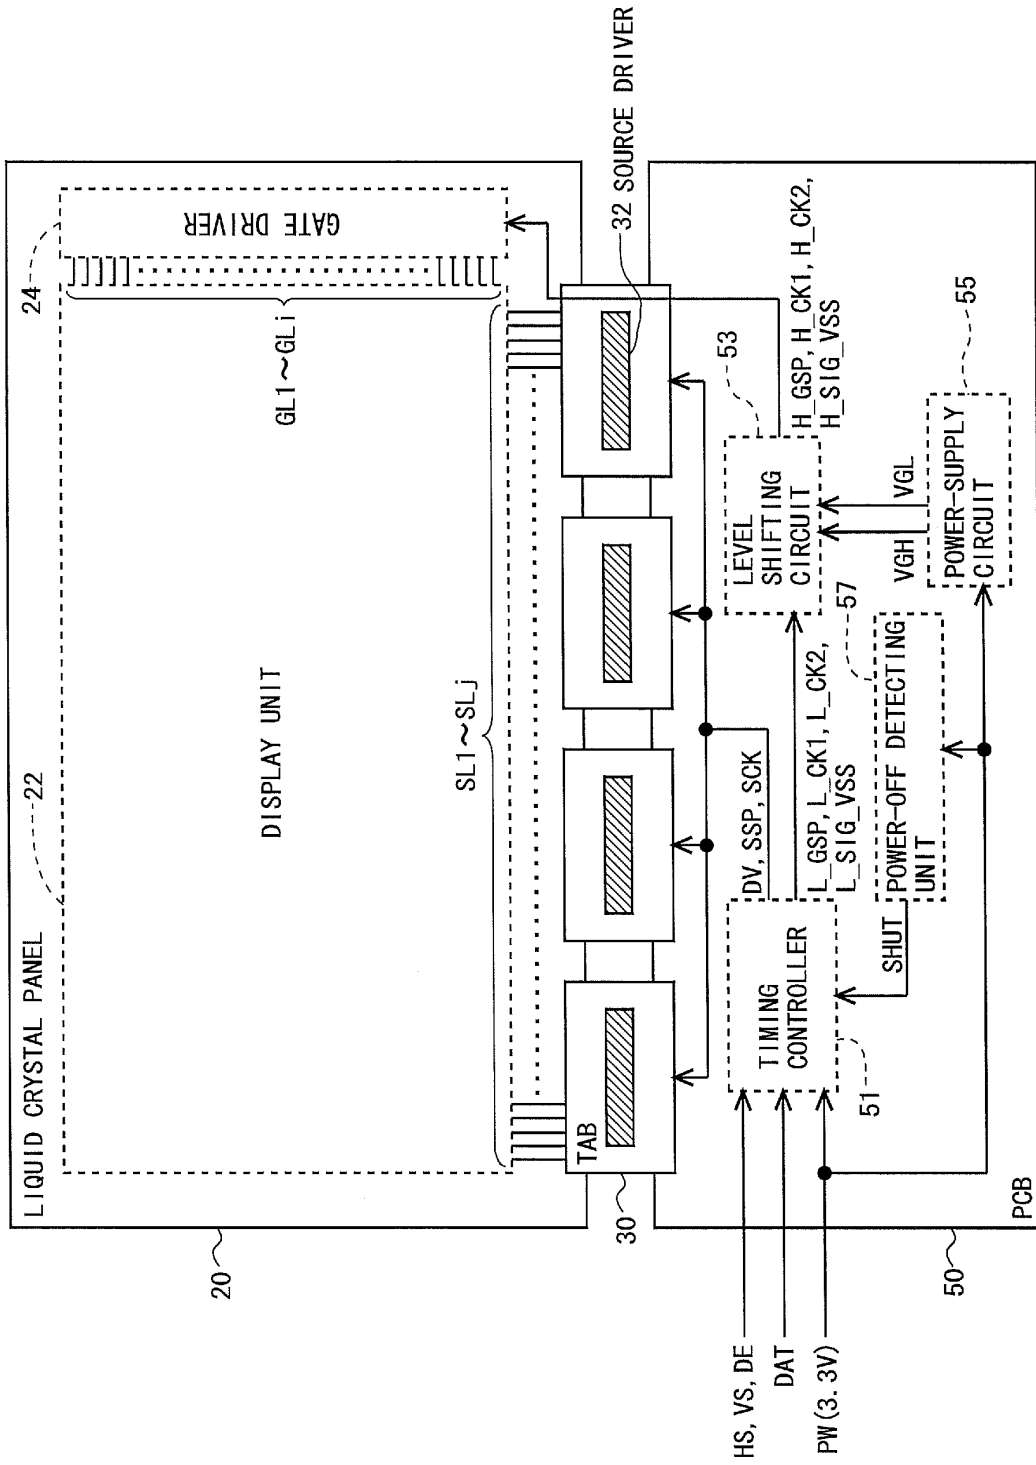 LIQUID CRYSTAL PANEL
22
24
20
DISPLAY UNIT
GATE DRIVER
GL1~GLi
SL1~SLj
TAB
30
32 SOURCE DRIVER
HS, VS, DE
DAT
PW(3.3V)
TIMING
CONTROLLER
51
DV, SSP, SCK
L_GSP, L_CK1, L_CK2,
L_SIG_VSS
LEVEL
SHIFTING
CIRCUIT
53
H_GSP, H_CK1, H_CK2,
H_SIG_VSS
SHUT
POWER-OFF DETECTING
UNIT
57
VGH
VGL
POWER-SUPPLY
CIRCUIT
55
PCB
50